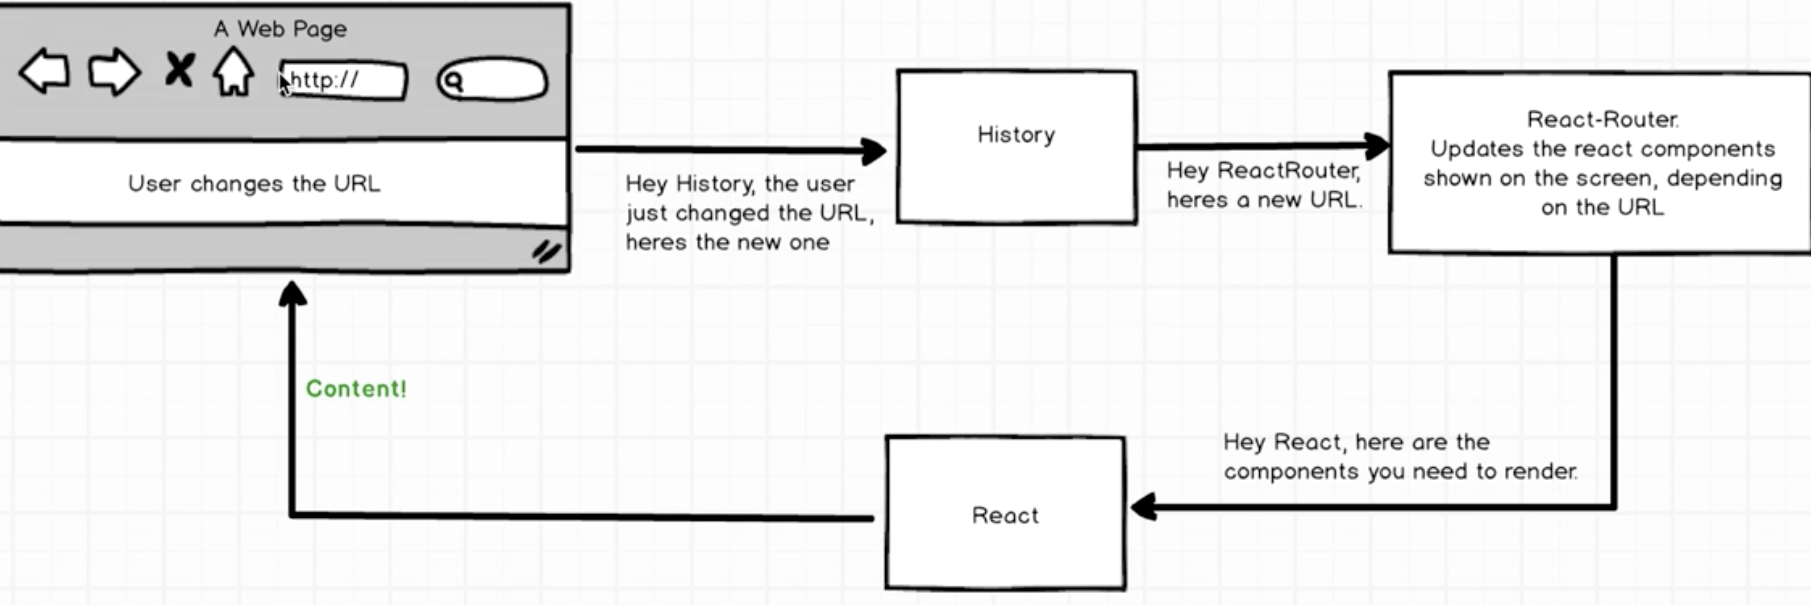 A Web Page
http://
User changes the URL
Hey History, the user
just changed the URL,
heres the new one
History
Hey ReactRouter,
heres a new URL.
React-Router.
Updates the react components
shown on the screen, depending
on the URL
Hey React, here are the
components you need to render.
React
Content!